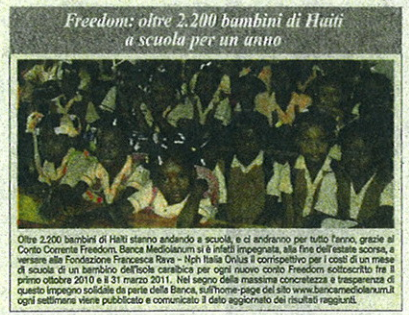 Freedom: oltre 2.200 bambini di Haiti
a scuola per un anno
Oltre 2.200 bambini di Haiti stanno andando a scuola, e ci andranno per tutto l'anno, grazie al
Conto Corrente Freedom. Banca Mediolanum si è infatti impegnata, alla fine dell'estate scorsa, a
versare alla Fondazione Francesca Rava - Nph Italia Onlus il corrispettivo per i costi di un mese
di scuola di un bambino dell'isola caraibica per ogni nuovo conto Freedom sottoscritto fra il
primo ottobre 2010 e il 31 marzo 2011. Nel segno della massima concretezza e trasparenza di
questo impegno solidale da parte della Banca, sull'home-page del sito www.bancamediolanum.it
ogni settimana viene pubblicato e comunicato il dato aggiornato dei risultati raggiunti.